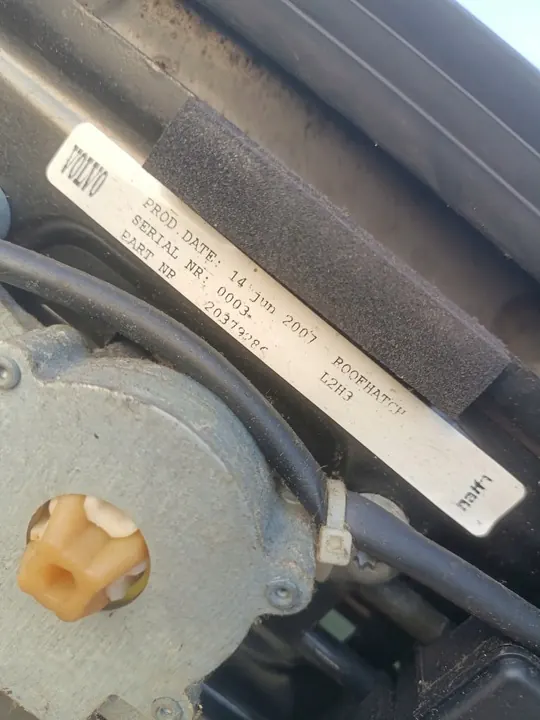 VOLVO
PROD.DATE: 14 Jun 2007 ROOFHATCH
SERIAL NR: 0003 L2H3
PART NR